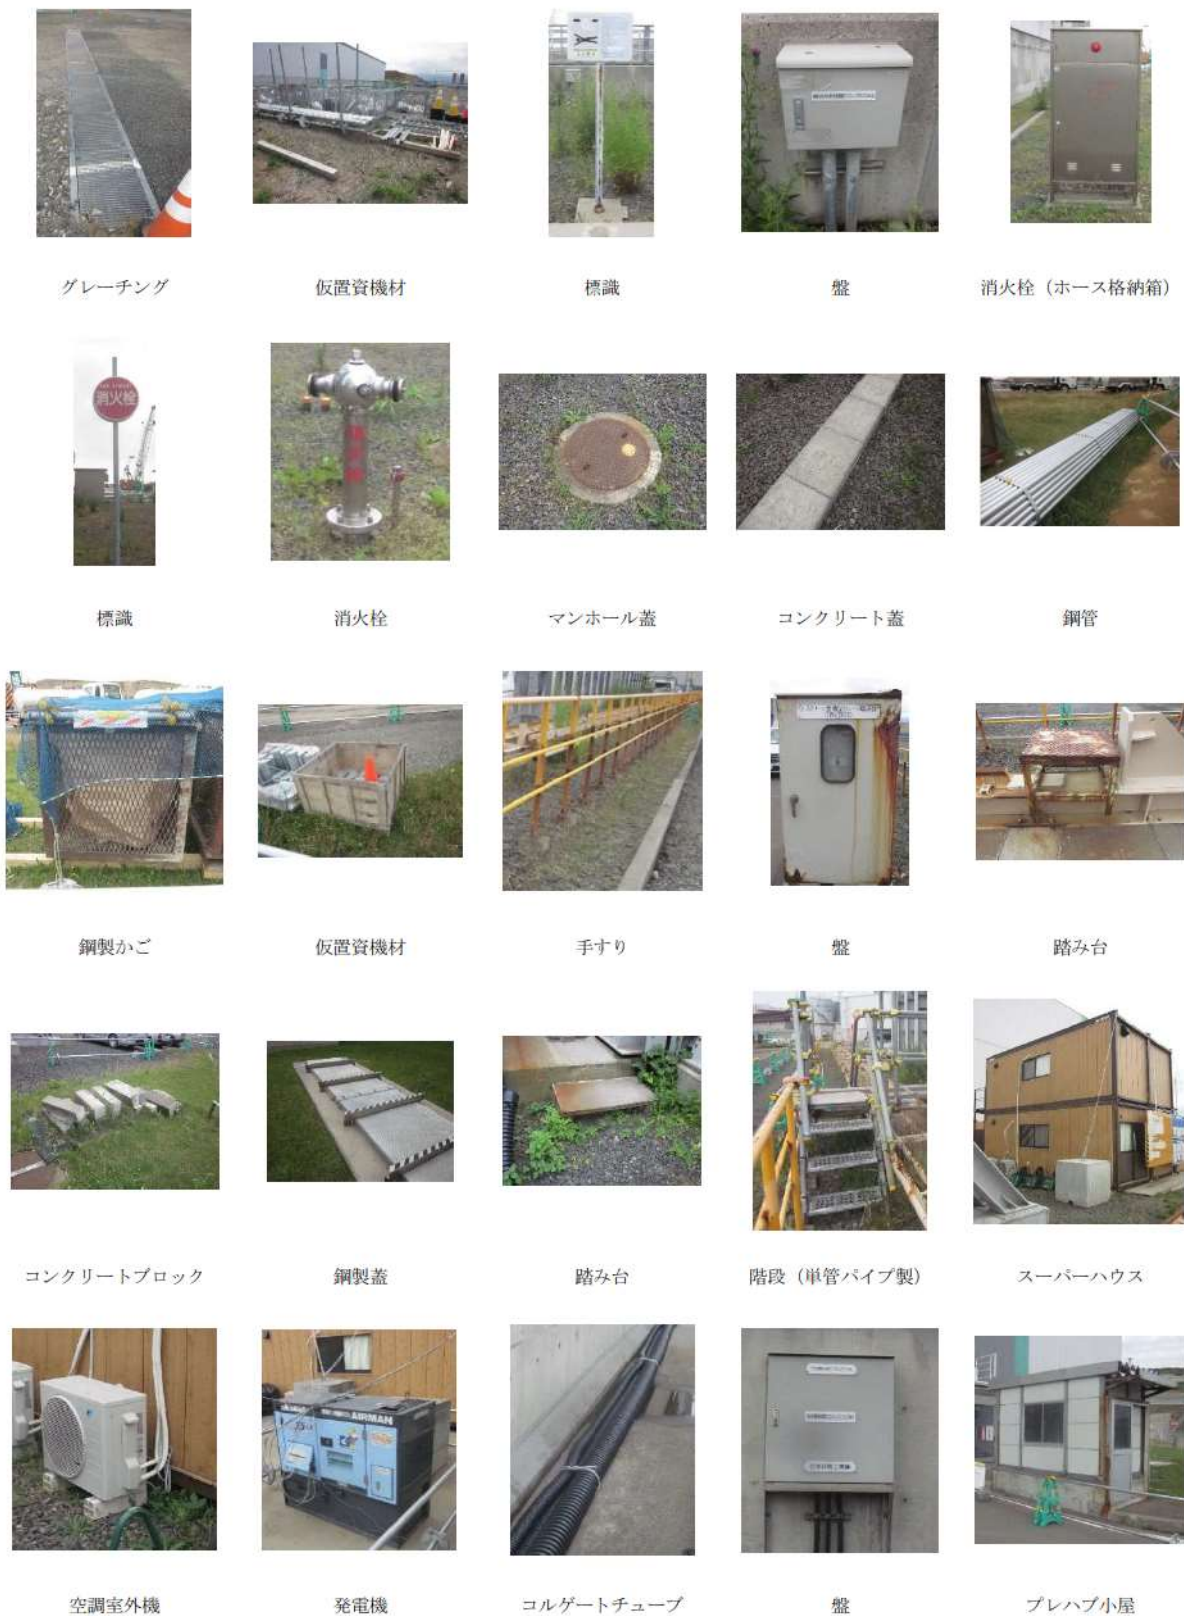 グレーチング
仮置資機材
標識
盤
消火栓（ホース格納箱）
消火栓
標識
消火栓
マンホール蓋
コンクリート蓋
鋼管
鋼製かご
仮置資機材
手すり
盤
踏み台
コンクリートブロック
鋼製蓋
踏み台
階段（単管パイプ製）
スーパーハウス
AIRMAN
空調室外機
発電機
コルゲートチューブ
盤
プレハブ小屋